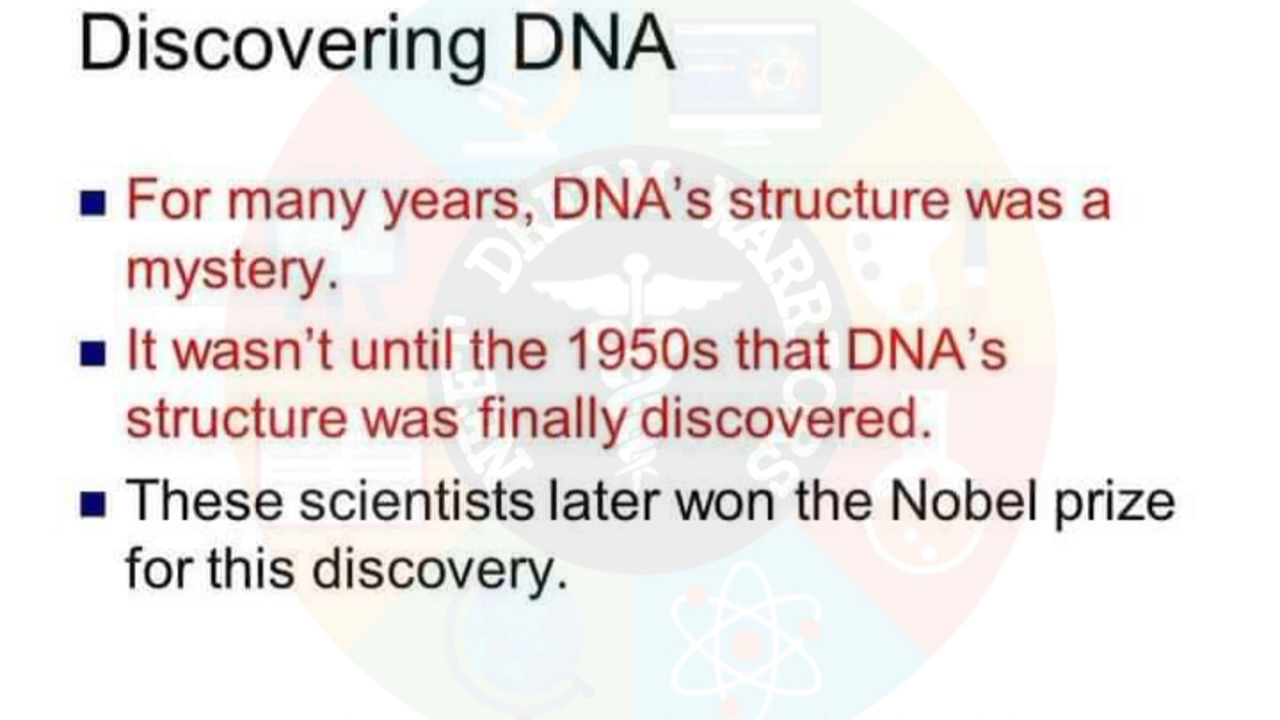 Discovering DNA
For many years, DNA’s structure was a
mystery.
It wasn’t until the 1950s that DNA’s
structure was finally discovered.
These scientists later won the Nobel prize
for this discovery.